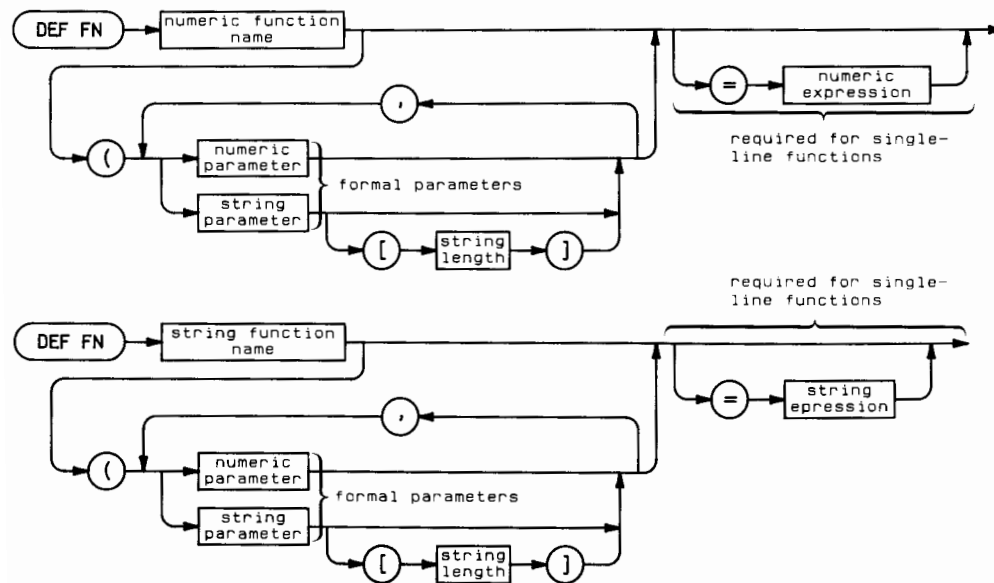 DEF FN
numeric function
name
=
numeric
expression
required for single-
line functions
,
(
numeric
parameter
string
parameter
formal parameters
[
string
length
]
required for single-
line functions
DEF FN
string function
name
=
string
epression
,
(
numeric
parameter
string
parameter
formal parameters
[
string
length
]